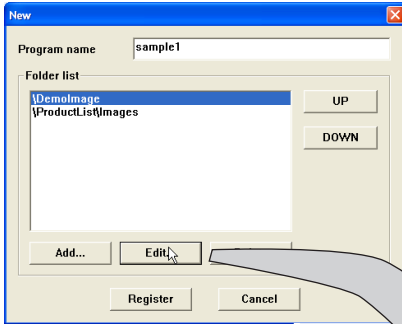 New
Program name
sample1
Folder list
\DemoImage
\ProductList\Images
UP
DOWN
Add...
Edit...
Register
Cancel